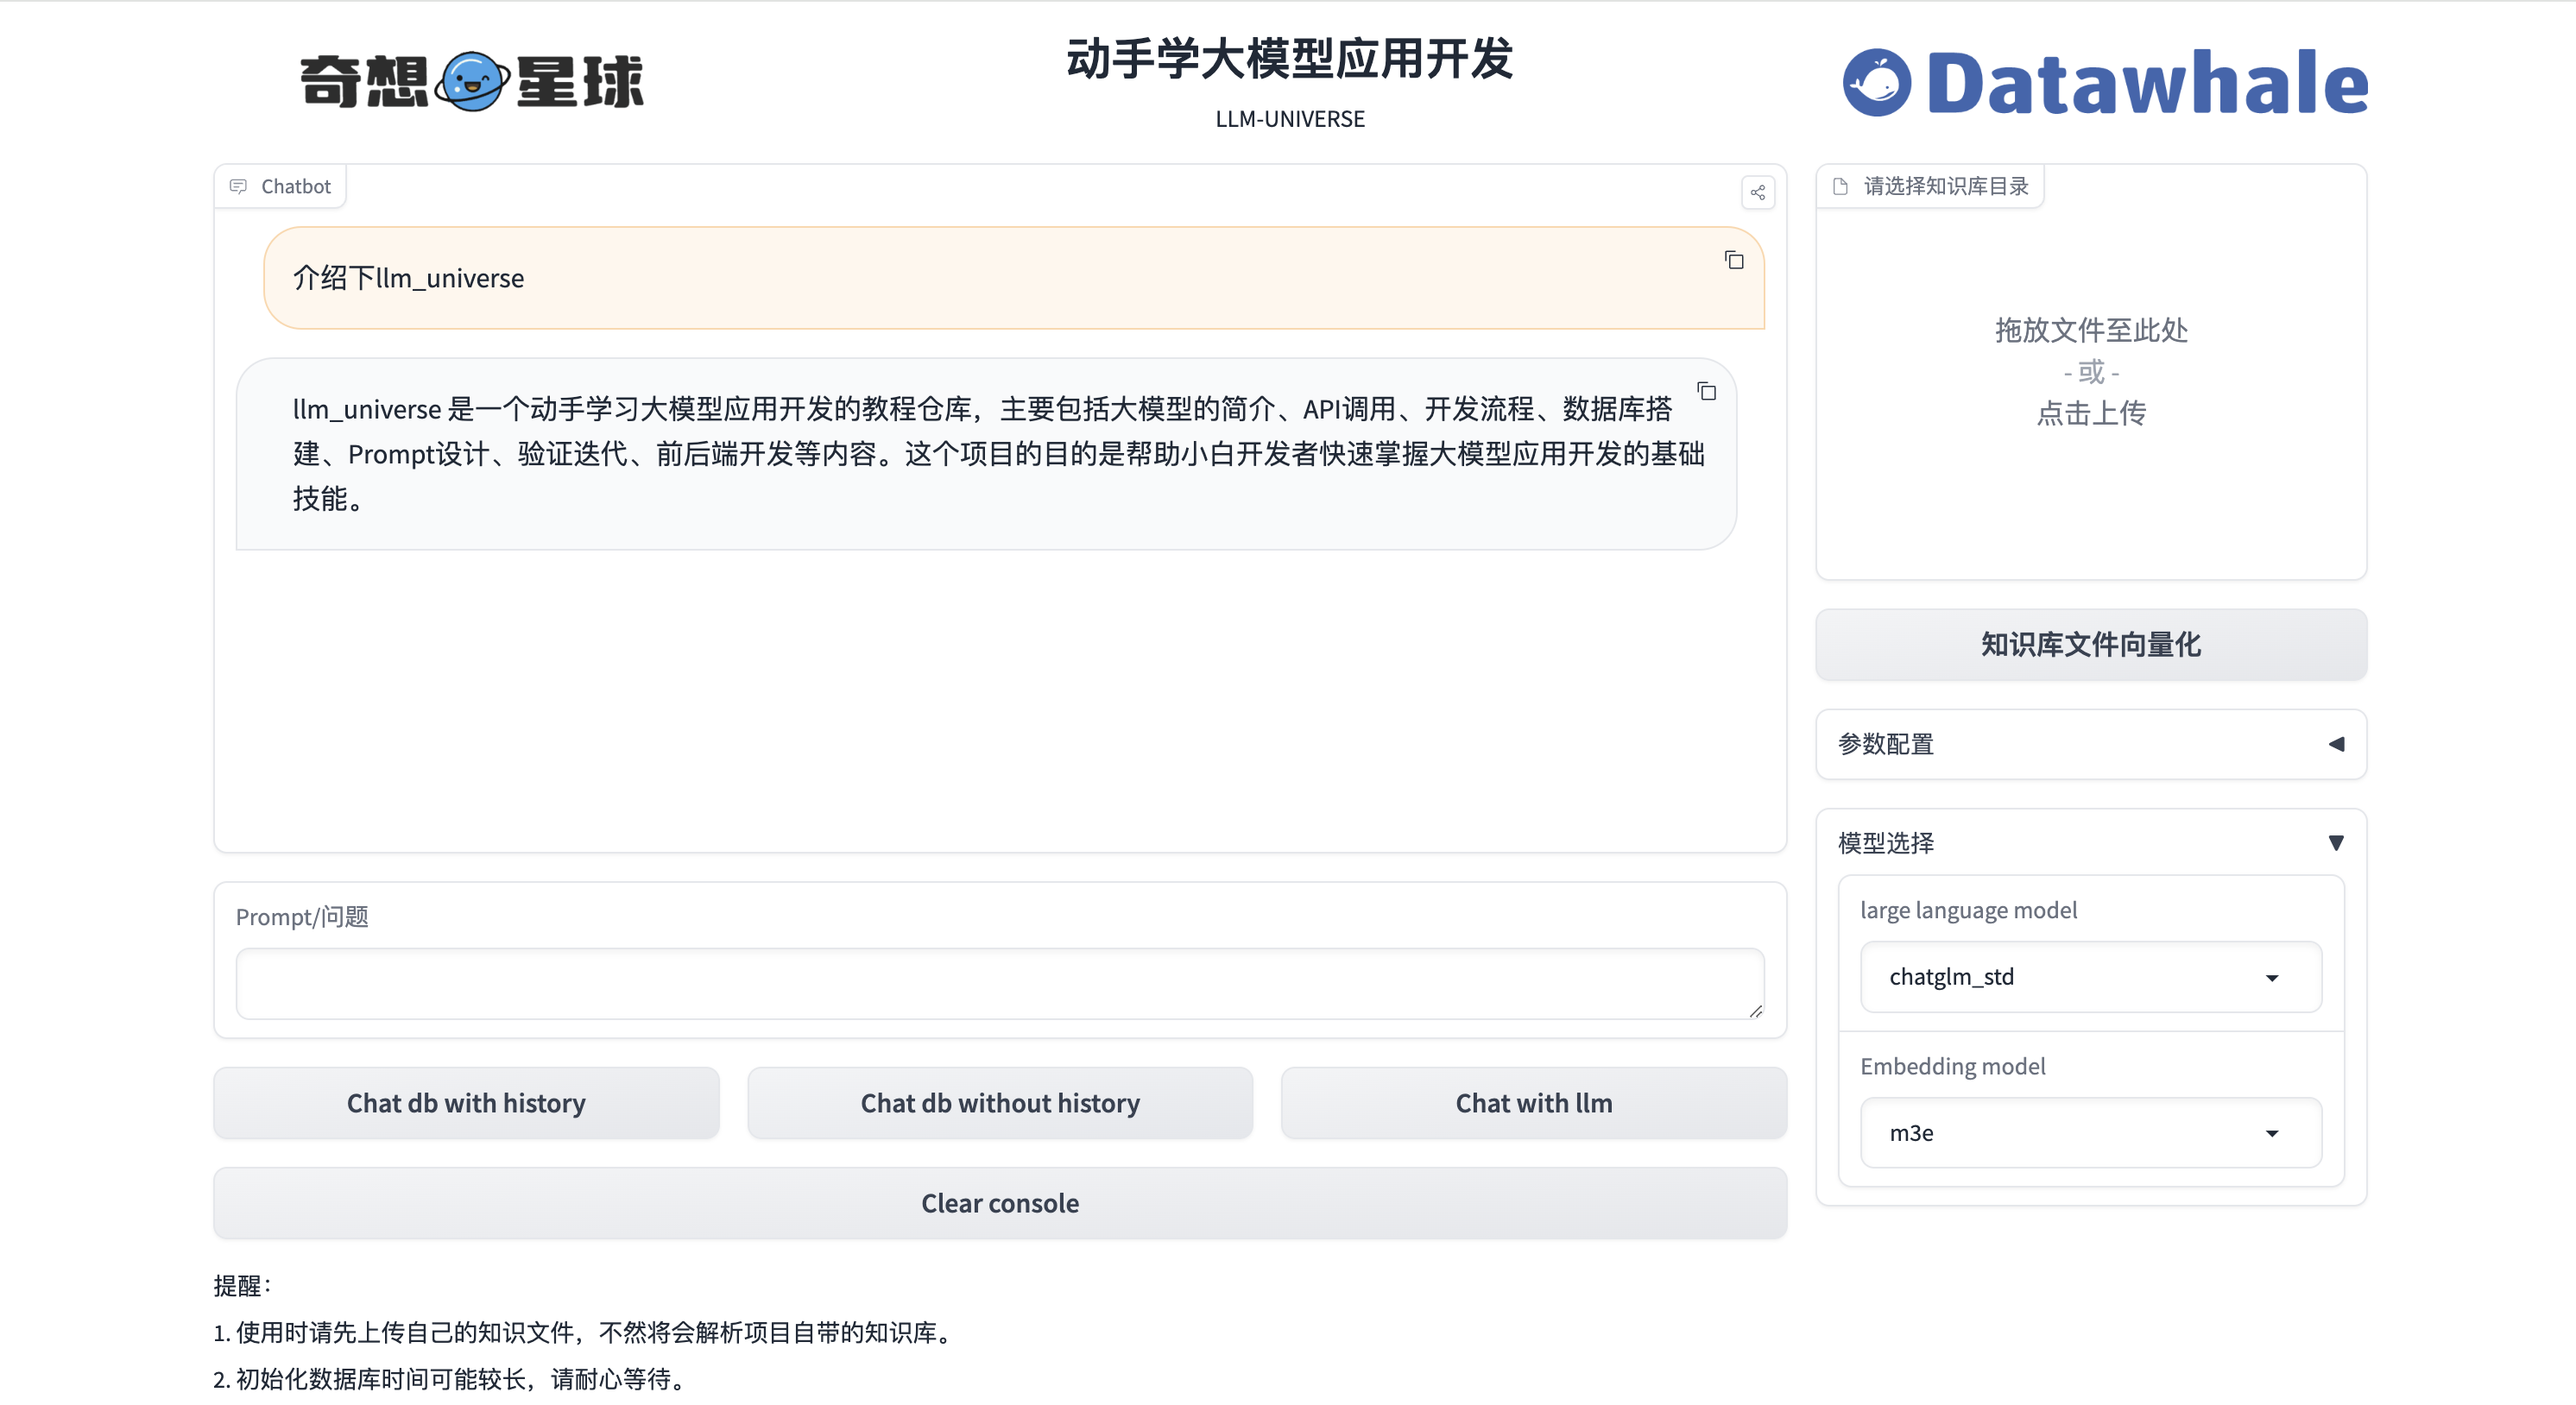 奇想星球
动手学大模型应用开发
LLM-UNIVERSE
Datawhale
Chatbot
介绍下llm_universe
llm_universe 是一个动手学习大模型应用开发的教程仓库，主要包括大模型的简介、API调用、开发流程、数据库搭
建、Prompt设计、验证迭代、前后端开发等内容。这个项目的目的是帮助小白开发者快速掌握大模型应用开发的基础
技能。
Prompt/问题
Chat db with history
Chat db without history
Chat with llm
Clear console
提醒：
1. 使用时请先上传自己的知识文件，不然将会解析项目自带的知识库。
2. 初始化数据库时间可能较长，请耐心等待。
请选择知识库目录
拖放文件至此处
- 或 -
点击上传
知识库文件向量化
参数配置
模型选择
large language model
chatglm_std
Embedding model
m3e